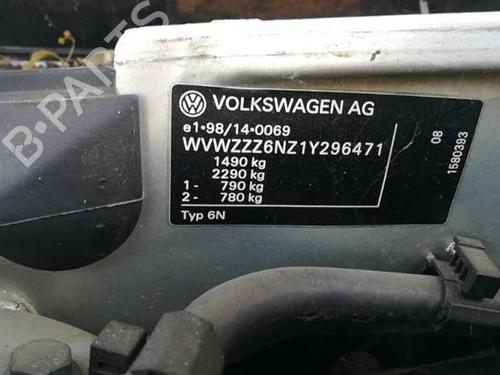 B-PARTS
VOLKSWAGEN AG
e1•98/14•0069
WVWZZZ6NZ1Y296471
1490 kg
2290 kg
1 - 790 kg
2 - 780 kg
Typ 6N
08
1580393